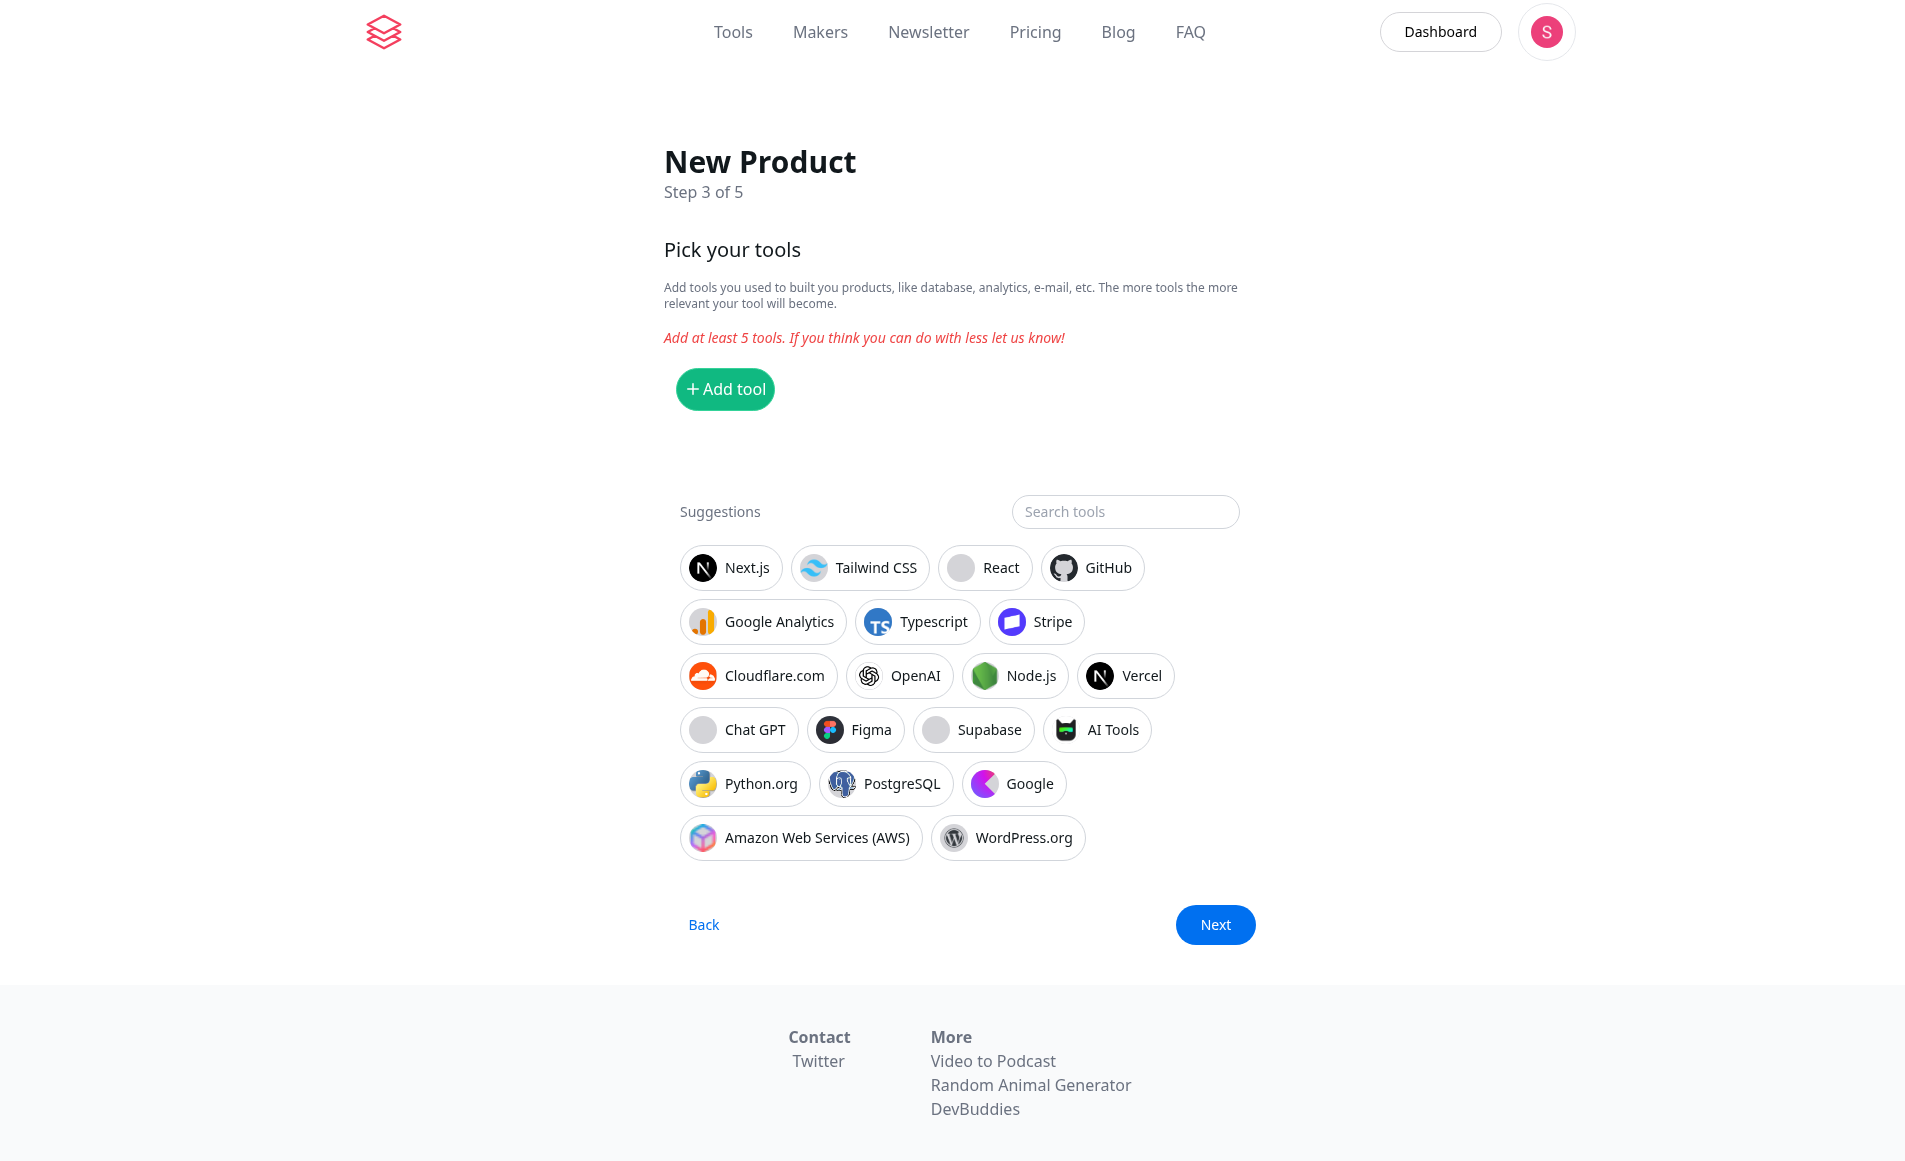 Tools Makers Newsletter Pricing Blog FAQ Dashboard S
New Product
Step 3 of 5
Pick your tools
Add tools you used to built you products, like database, analytics, e-mail, etc. The more tools the more
relevant your tool will become.
Add at least 5 tools. If you think you can do with less let us know!
+ Add tool
Suggestions Search tools
Next.js Tailwind CSS React GitHub
Google Analytics TS Typescript Stripe
Cloudflare.com OpenAI Node.js Vercel
Chat GPT Figma Supabase AI Tools
Python.org PostgreSQL Google
Amazon Web Services (AWS) WordPress.org
Back Next
Contact More
Twitter Video to Podcast
Random Animal Generator
DevBuddies